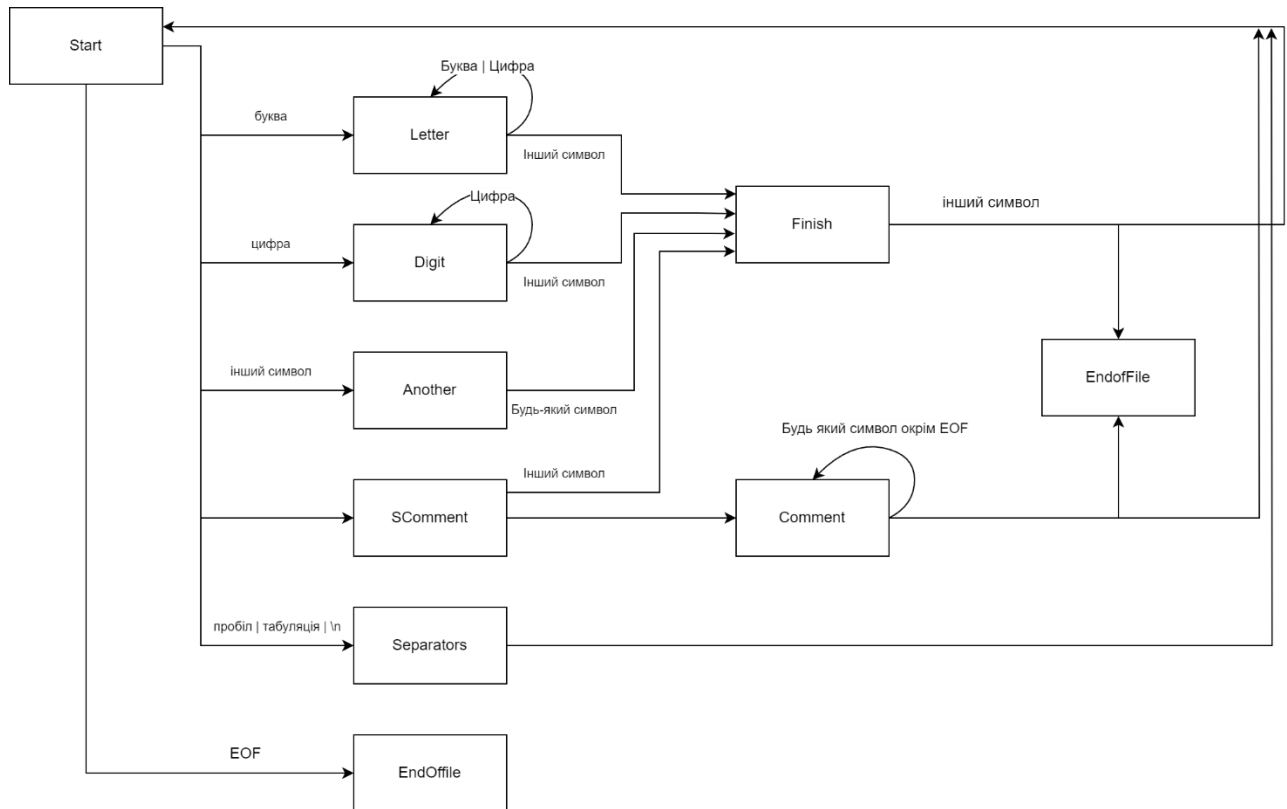 Start
Буква | Цифра
буква
Letter
Інший символ
Цифра
інший символ
Finish
цифра
Digit
Інший символ
EndofFile
інший символ
Another
Будь-який символ
Будь який символ окрім EOF
Інший символ
SComment
Comment
пробіл | табуляція | \n
Separators
EOF
EndOffile